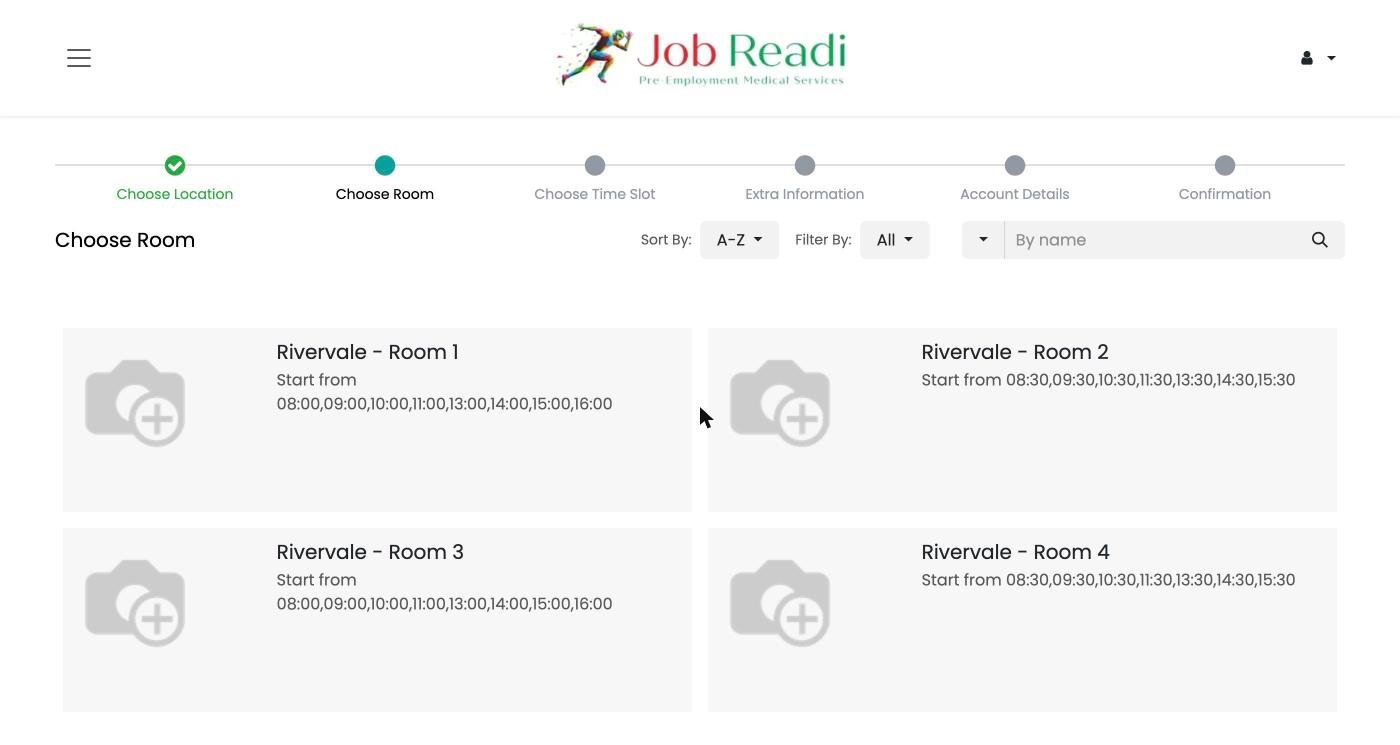 Job Readi
Pre-Employment Medical Services
Choose Location
Choose Room
Choose Time Slot
Extra Information
Account Details
Confirmation
Choose Room
Sort By:
A-Z
Filter By:
All
By name
Rivervale - Room 1
Start from
08:00,09:00,10:00,11:00,13:00,14:00,15:00,16:00
Rivervale - Room 2
Start from 08:30,09:30,10:30,11:30,13:30,14:30,15:30
Rivervale - Room 3
Start from
08:00,09:00,10:00,11:00,13:00,14:00,15:00,16:00
Rivervale - Room 4
Start from 08:30,09:30,10:30,11:30,13:30,14:30,15:30